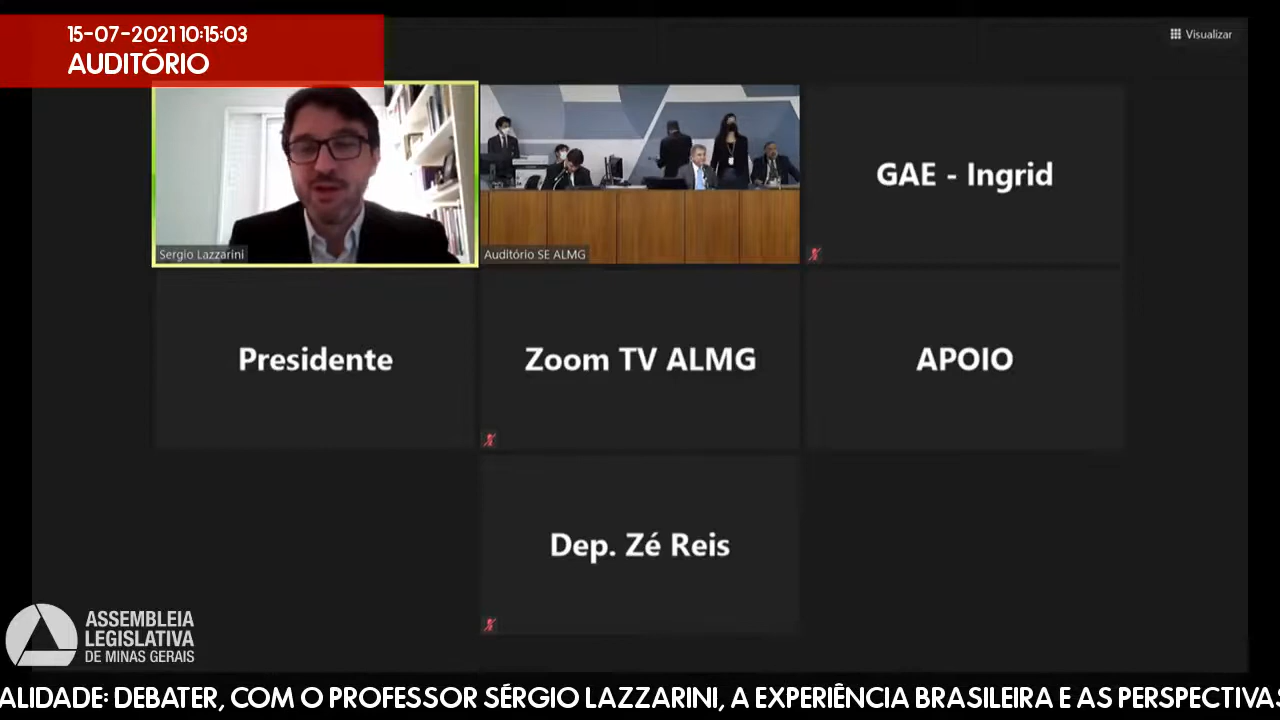 15-07-2021 10:15:03
AUDITÓRIO
Visualizar
Sergio Lazzarini
Auditório SE ALMG
GAE - Ingrid
Presidente
Zoom TV ALMG
APOIO
Dep. Zé Reis
ASSEMBLEIA
LEGISLATIVA
DE MINAS GERAIS
ALIDADE: DEBATER, COM O PROFESSOR SÉRGIO LAZZARINI, A EXPERIÊNCIA BRASILEIRA E AS PERSPECTIVAS